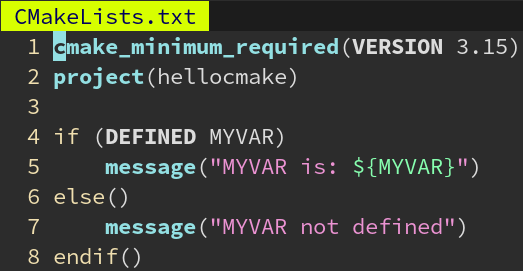 CMakeLists.txt
1 cmake_minimum_required(VERSION 3.15)
2 project(hellocmake)
3
4 if (DEFINED MYVAR)
5     message("MYVAR is: ${MYVAR}")
6 else()
7     message("MYVAR not defined")
8 endif()